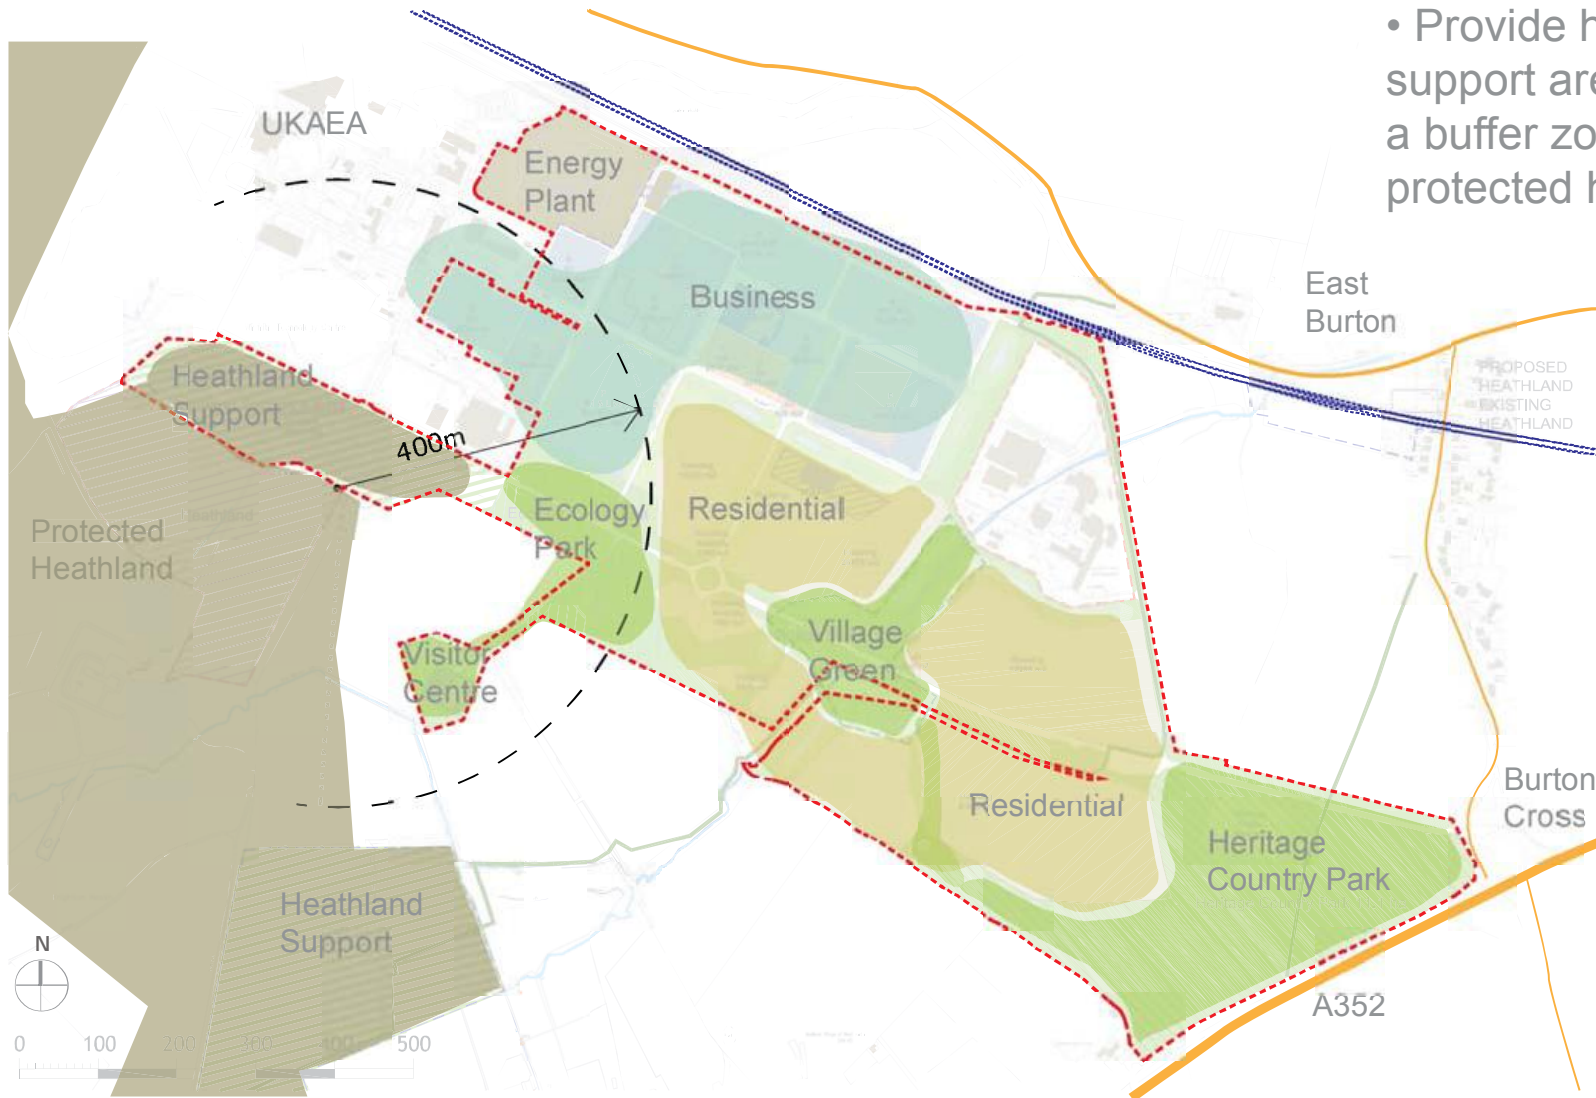 • Provide h
support are
a buffer zo
protected h
UKAEA
Energy
Plant
Business
East
Burton
PROPOSED
HEATHLAND
EXISTING
HEATHLAND
Heathland
Support
400m
Protected
Heathland
Ecology
Park
Residential
Village
Green
Visitor
Centre
Residential
Burton
Cross
Heritage
Country Park
Heathland
Support
A352
N
0 100 200 300 400 500